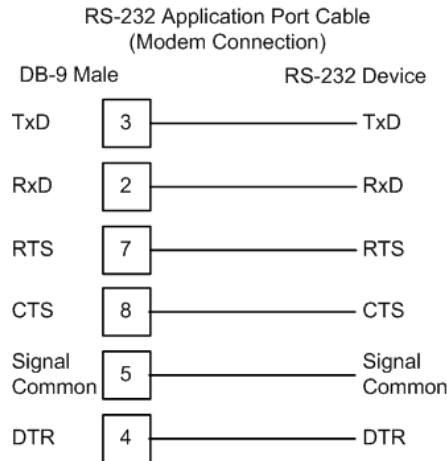 RS-232 Application Port Cable
(Modem Connection)
DB-9 Male RS-232 Device
TxD 3 TxD
RxD 2 RxD
RTS 7 RTS
CTS 8 CTS
Signal Common 5 Signal Common
DTR 4 DTR